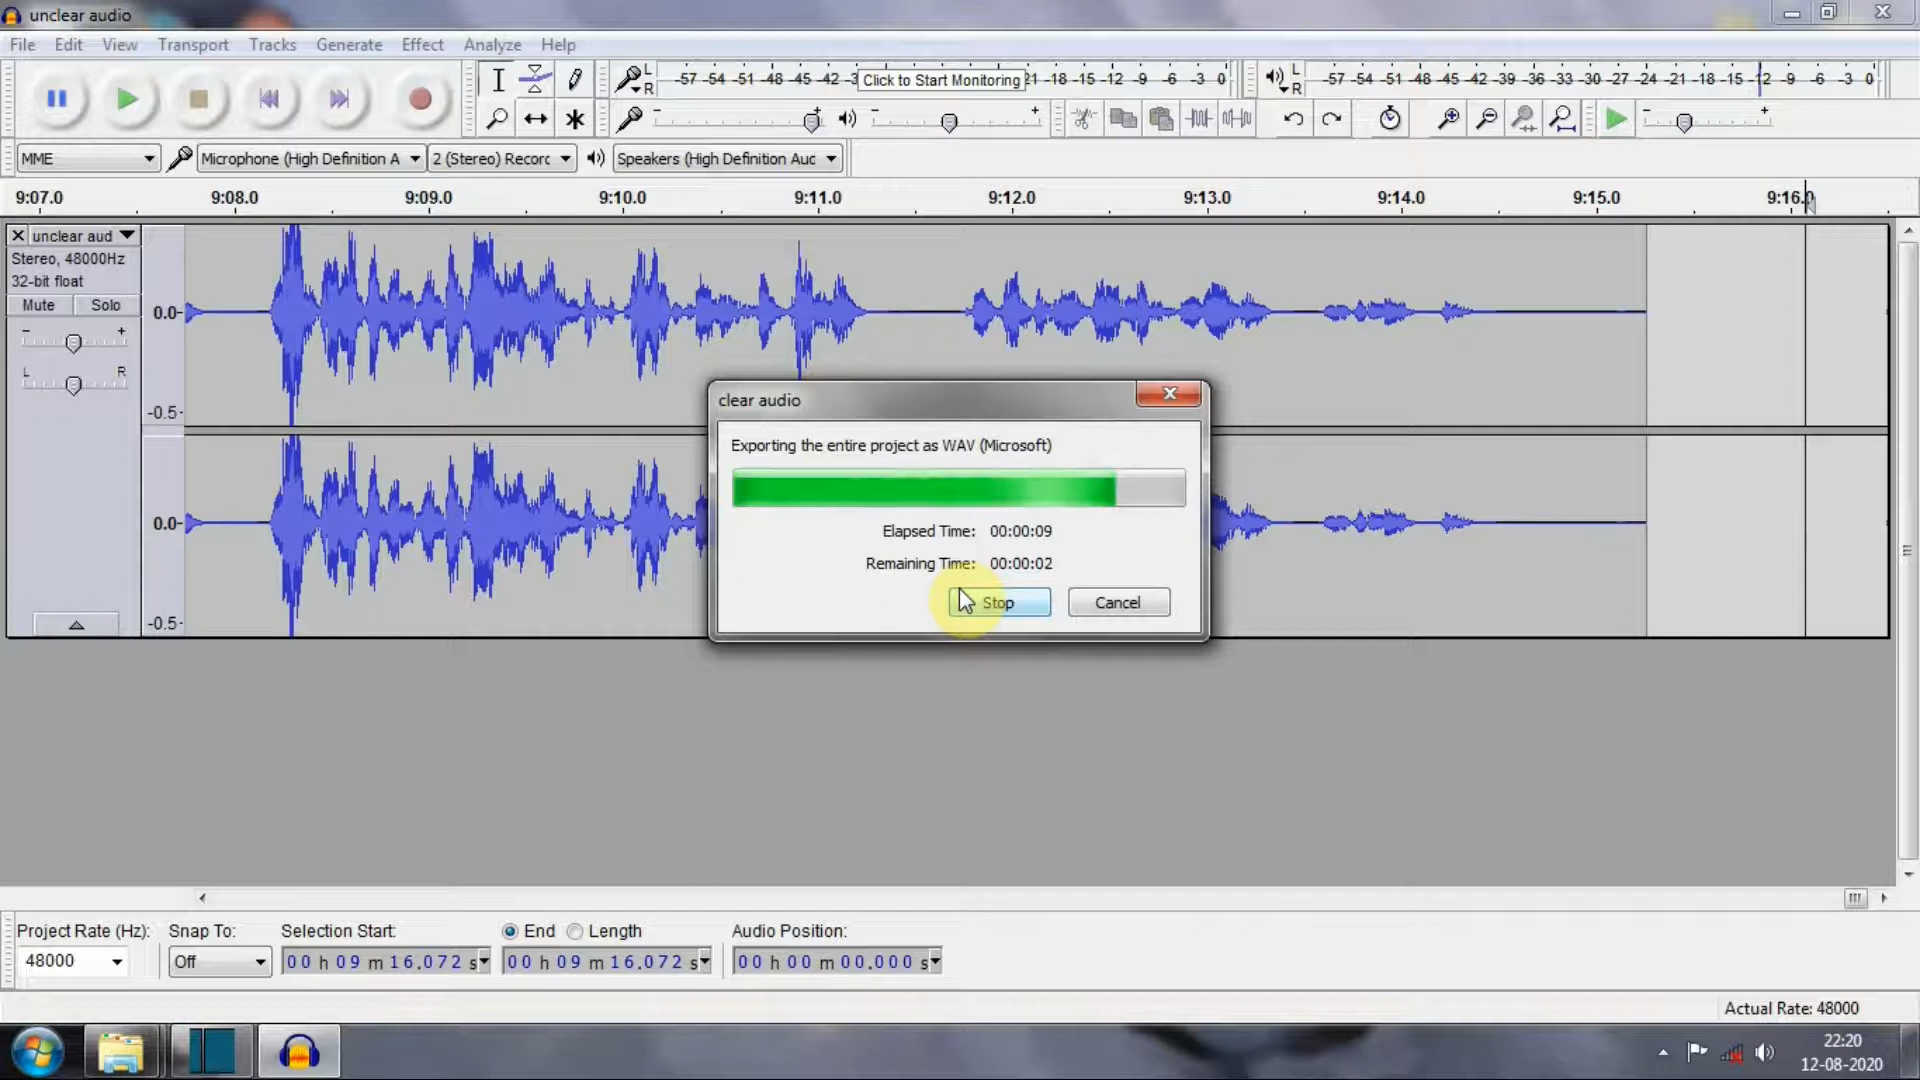 unclear audio
File Edit View Transport Tracks Generate Effect Analyze Help
L
R
-57 -54 -51 -48 -45 -42 -3 Click to Start Monitoring 21 -18 -15 -12 -9 -6 -3 0
L
R
-57 -54 -51 -48 -45 -42 -39 -36 -33 -30 -27 -24 -21 -18 -15 -12 -9 -6 -3 0
MME Microphone (High Definition A 2 (Stereo) Recorc Speakers (High Definition Auc
9:07.0 9:08.0 9:09.0 9:10.0 9:11.0 9:12.0 9:13.0 9:14.0 9:15.0 9:16.0
unclear aud
Stereo, 48000Hz
32-bit float
Mute Solo
- +
L R
0.0-
-0.5-
0.0-
-0.5-
clear audio
Exporting the entire project as WAV (Microsoft)
Elapsed Time: 00:00:09
Remaining Time: 00:00:02
Stop Cancel
Project Rate (Hz): Snap To: Selection Start: End Length Audio Position:
48000 Off 00 h 09 m 16.072 s 00 h 09 m 16.072 s 00 h 00 m 00.000 s
Actual Rate: 48000
22:20
12-08-2020